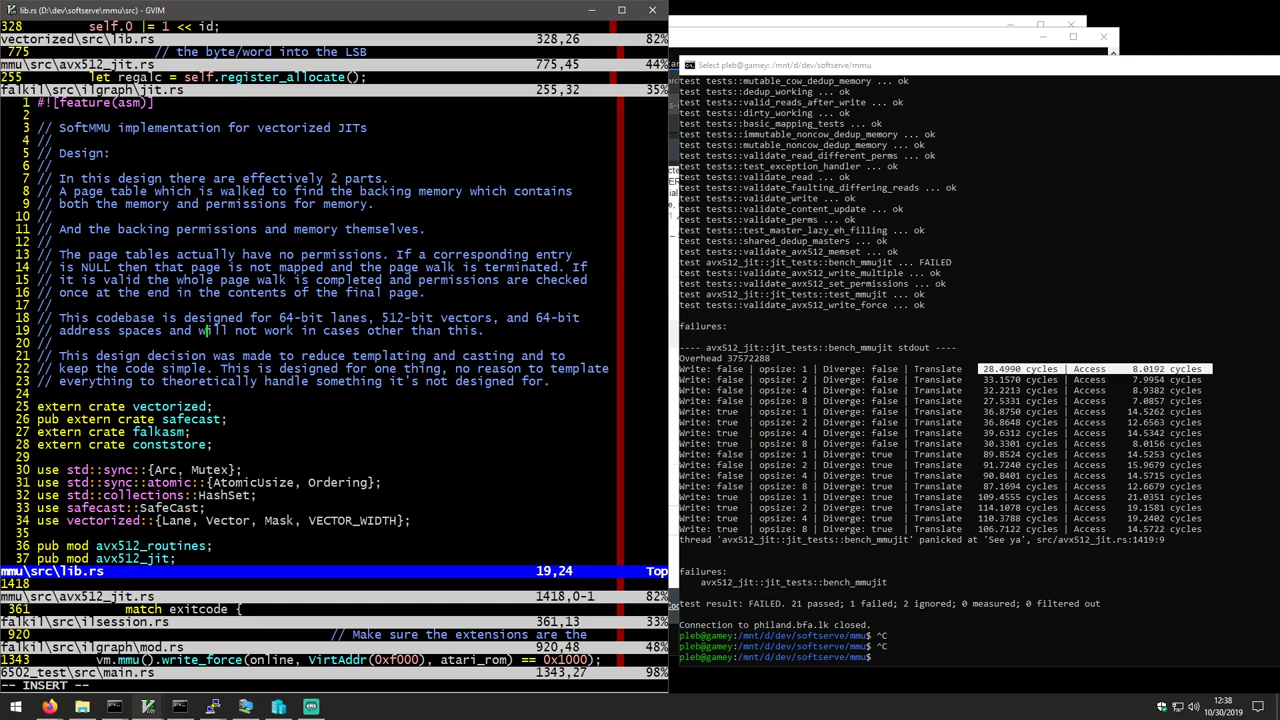 lib.rs (D:\dev\softserve\mmu\src) - GVIM
328 self.0 |= 1 << id;
vectorized\src\lib.rs 328,26 82%
775 // the byte/word into the LSB
mmu\src\avx512_jit.rs 775,45 44%
255 let regalc = self.register_allocate();
falkil\src\ilgraph\jit.rs 255,32 35%
1 #![feature(asm)]
2
3 // SoftMMU implementation for vectorized JITs
4 //
5 // Design:
6 //
7 // In this design there are effectively 2 parts.
8 // A page table which is walked to find the backing memory which contains
9 // both the memory and permissions for memory.
10 //
11 // And the backing permissions and memory themselves.
12 //
13 // The page tables actually have no permissions. If a corresponding entry
14 // is NULL then that page is not mapped and the page walk is terminated. If
15 // it is valid the whole page walk is completed and permissions are checked
16 // once at the end in the contents of the final page.
17 //
18 // This codebase is designed for 64-bit lanes, 512-bit vectors, and 64-bit
19 // address spaces and will not work in cases other than this.
20 //
21 // This design decision was made to reduce templating and casting and to
22 // keep the code simple. This is designed for one thing, no reason to template
23 // everything to theoretically handle something it's not designed for.
24
25 extern crate vectorized;
26 pub extern crate safecast;
27 extern crate falkasm;
28 extern crate conststore;
29
30 use std::sync::{Arc, Mutex};
31 use std::sync::atomic::{AtomicUsize, Ordering};
32 use std::collections::HashSet;
33 use safecast::SafeCast;
34 use vectorized::{Lane, Vector, Mask, VECTOR_WIDTH};
35
36 pub mod avx512_routines;
37 pub mod avx512_jit;
mmu\src\lib.rs 19,24 Top
1418
mmu\src\avx512_jit.rs 1418,0-1 82%
361 match exitcode {
falkil\src\ilsession.rs 361,13 33%
920 // Make sure the extensions are the
falkil\src\ilgraph\mod.rs 920,48 48%
1343 vm.mmu().write_force(online, VirtAddr(0xf000), atari_rom) == 0x1000);
6502_test\src\main.rs 1343,27 98%
-- INSERT --
Select pleb@gamey: /mnt/d/dev/softserve/mmu
test tests::mutable_cow_dedup_memory ... ok
test tests::dedup_working ... ok
test tests::valid_reads_after_write ... ok
test tests::dirty_working ... ok
test tests::basic_mapping_tests ... ok
test tests::immutable_noncow_dedup_memory ... ok
test tests::mutable_noncow_dedup_memory ... ok
test tests::validate_read_different_perms ... ok
test tests::test_exception_handler ... ok
test tests::validate_read ... ok
test tests::validate_faulting_differing_reads ... ok
test tests::validate_write ... ok
test tests::validate_content_update ... ok
test tests::validate_perms ... ok
test tests::test_master_lazy_eh_filling ... ok
test tests::shared_dedup_masters ... ok
test tests::validate_avx512_memset ... ok
test avx512_jit::jit_tests::bench_mmujit ... FAILED
test tests::validate_avx512_write_multiple ... ok
test tests::validate_avx512_set_permissions ... ok
test avx512_jit::jit_tests::test_mmujit ... ok
test tests::validate_avx512_write_force ... ok
failures:
---- avx512_jit::jit_tests::bench_mmujit stdout ----
Overhead 37572288
Write: false | opsize: 1 | Diverge: false | Translate 28.4990 cycles | Access 8.0192 cycles
Write: false | opsize: 2 | Diverge: false | Translate 33.1570 cycles | Access 7.9954 cycles
Write: false | opsize: 4 | Diverge: false | Translate 32.2213 cycles | Access 8.9382 cycles
Write: false | opsize: 8 | Diverge: false | Translate 27.5331 cycles | Access 7.0857 cycles
Write: true | opsize: 1 | Diverge: false | Translate 36.8750 cycles | Access 14.5262 cycles
Write: true | opsize: 2 | Diverge: false | Translate 36.8648 cycles | Access 12.6563 cycles
Write: true | opsize: 4 | Diverge: false | Translate 39.6312 cycles | Access 14.5342 cycles
Write: true | opsize: 8 | Diverge: false | Translate 44.6303 cycles | Access 8.0156 cycles
Write: false | opsize: 1 | Diverge: true | Translate 89.8524 cycles | Access 14.5253 cycles
Write: false | opsize: 2 | Diverge: true | Translate 91.7240 cycles | Access 15.9679 cycles
Write: false | opsize: 4 | Diverge: true | Translate 90.8401 cycles | Access 14.5715 cycles
Write: false | opsize: 8 | Diverge: true | Translate 87.1694 cycles | Access 12.6679 cycles
Write: true | opsize: 1 | Diverge: true | Translate 109.4555 cycles | Access 21.0351 cycles
Write: true | opsize: 2 | Diverge: true | Translate 114.1078 cycles | Access 19.1581 cycles
Write: true | opsize: 4 | Diverge: true | Translate 110.3788 cycles | Access 19.2402 cycles
Write: true | opsize: 8 | Diverge: true | Translate 106.7122 cycles | Access 14.5722 cycles
thread 'avx512_jit::jit_tests::bench_mmujit' panicked at 'See ya', src/avx512_jit.rs:1419:9
failures:
avx512_jit::jit_tests::bench_mmujit
test result: FAILED. 21 passed; 1 failed; 2 ignored; 0 measured; 0 filtered out
Connection to philand.bfa.lk closed.
pleb@gamey:/mnt/d/dev/softserve/mmu$ ^C
pleb@gamey:/mnt/d/dev/softserve/mmu$ ^C
pleb@gamey:/mnt/d/dev/softserve/mmu$
12:38
10/30/2019